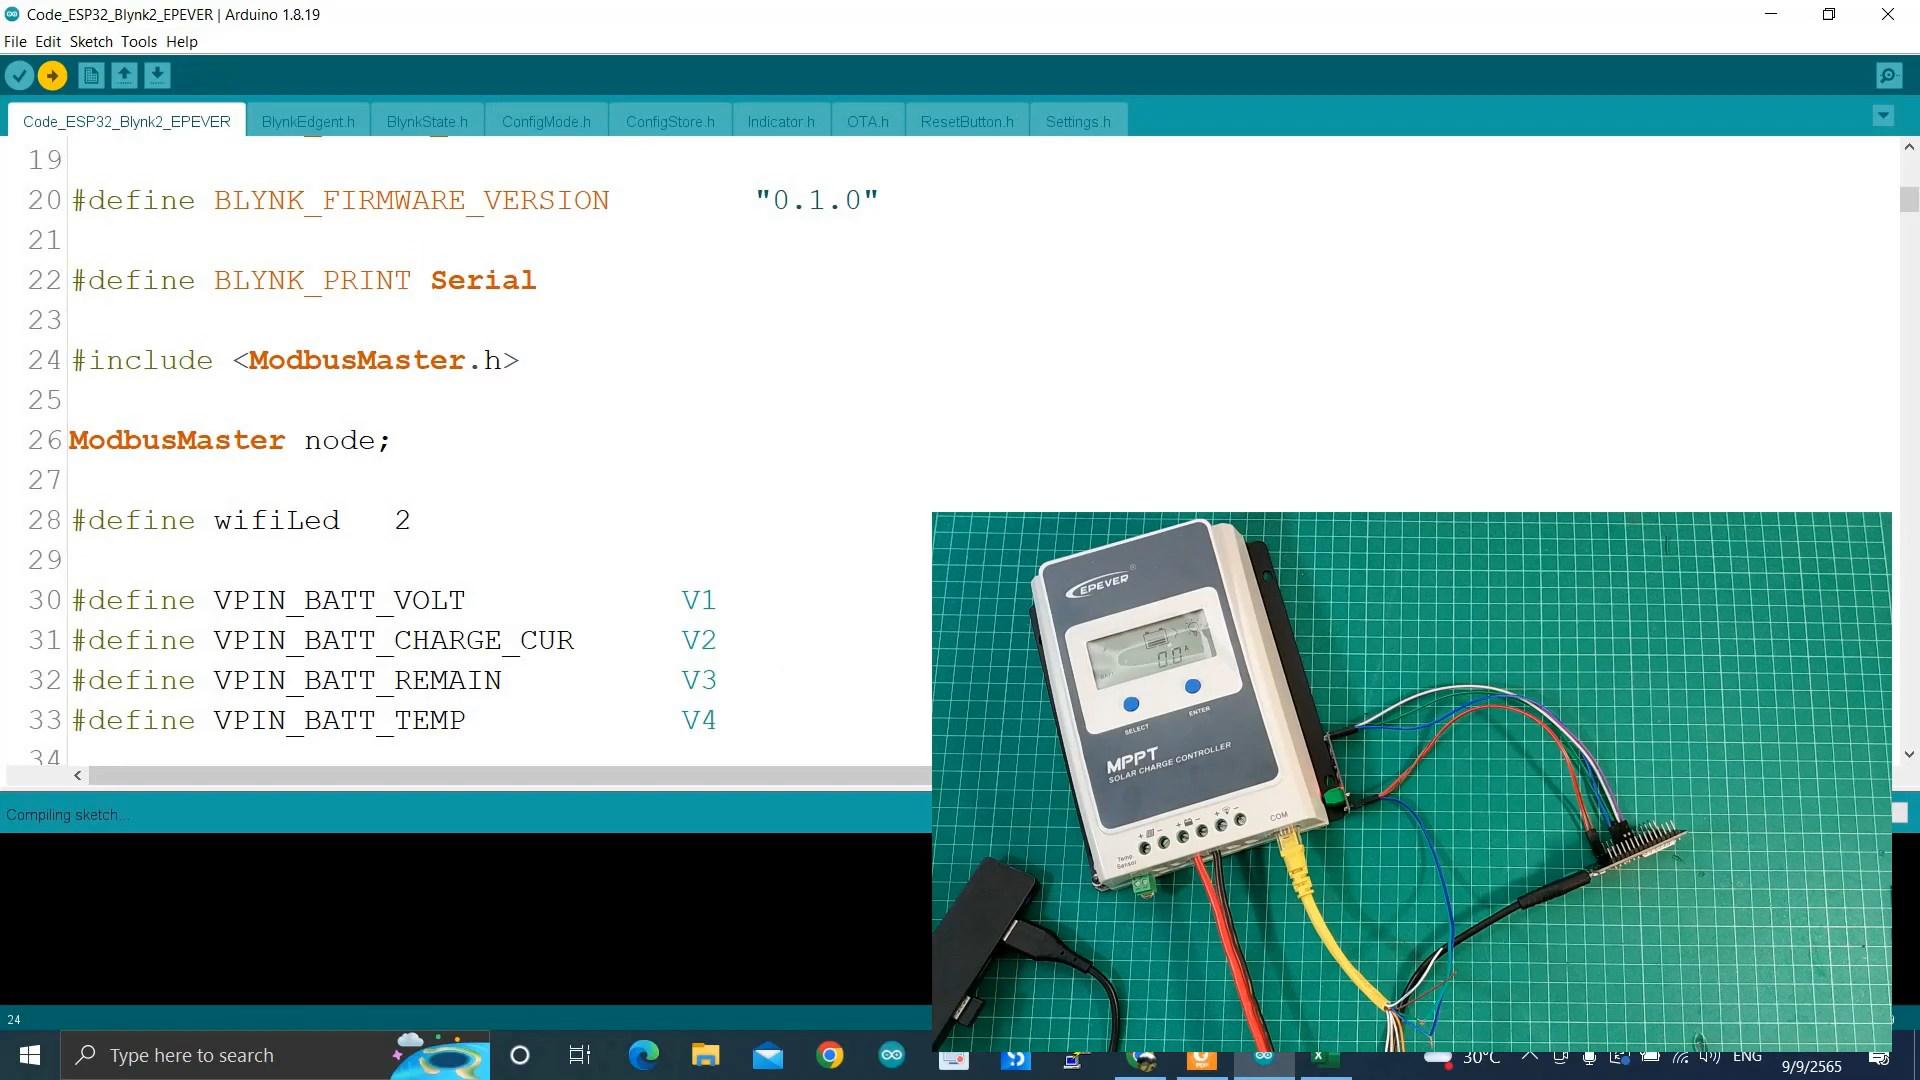 Code_ESP32_Blynk2_EPEVER | Arduino 1.8.19
File Edit Sketch Tools Help
Code_ESP32_Blynk2_EPEVER BlynkEdgent.h BlynkState.h ConfigMode.h ConfigStore.h Indicator.h OTA.h ResetButton.h Settings.h
19
20 #define BLYNK_FIRMWARE_VERSION "0.1.0"
21
22 #define BLYNK_PRINT Serial
23
24 #include <ModbusMaster.h>
25
26 ModbusMaster node;
27
28 #define wifiLed 2
29
30 #define VPIN_BATT_VOLT V1
31 #define VPIN_BATT_CHARGE_CUR V2
32 #define VPIN_BATT_REMAIN V3
33 #define VPIN_BATT_TEMP V4
34
Compiling sketch...
EPEVER
00 A
SELECT
ENTER
MPPT
SOLAR CHARGE CONTROLLER
COM
Temp
Sensor
24
Type here to search
30°C
ENG
9/9/2565